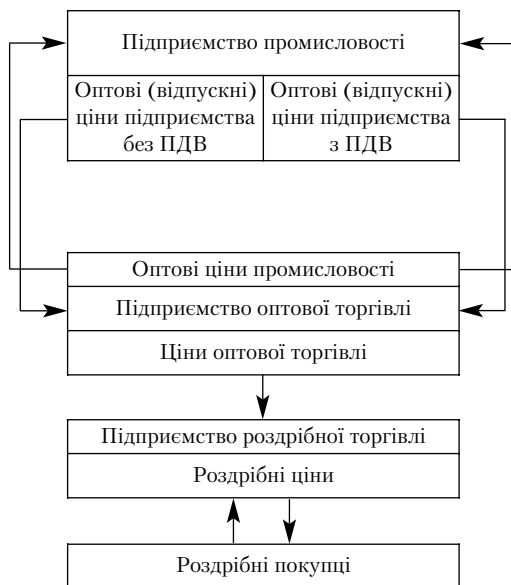 Підприємство промисловості
Оптові (відпускні)
ціни підприємства
без ПДВ
Оптові (відпускні)
ціни підприємства
з ПДВ
Оптові ціни промисловості
Підприємство оптової торгівлі
Ціни оптової торгівлі
Підприємство роздрібної торгівлі
Роздрібні ціни
Роздрібні покупці